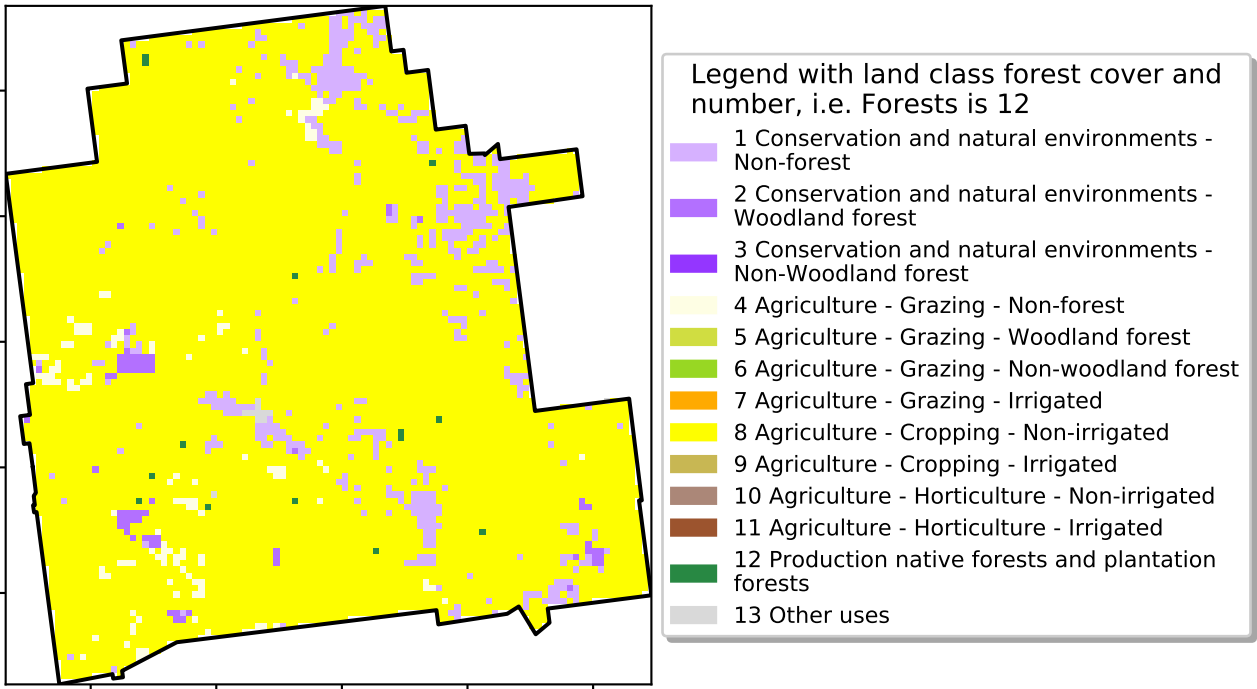 Legend with land class forest cover and
number, i.e. Forests is 12
1 Conservation and natural environments -
Non-forest
2 Conservation and natural environments -
Woodland forest
3 Conservation and natural environments -
Non-Woodland forest
4 Agriculture - Grazing - Non-forest
5 Agriculture - Grazing - Woodland forest
6 Agriculture - Grazing - Non-woodland forest
7 Agriculture - Grazing - Irrigated
8 Agriculture - Cropping - Non-irrigated
9 Agriculture - Cropping - Irrigated
10 Agriculture - Horticulture - Non-irrigated
11 Agriculture - Horticulture - Irrigated
12 Production native forests and plantation
forests
13 Other uses